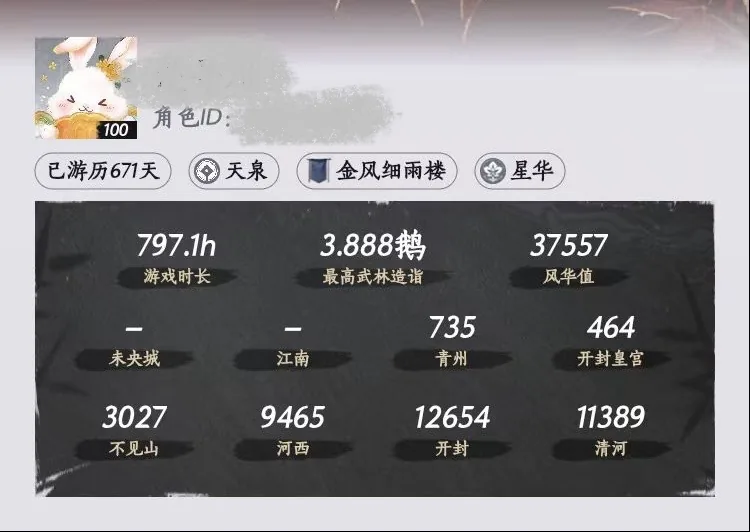 100
角色ID:
已游历671天 天泉 金风细雨楼 星华
797.1h 3.888鹅 37557
游戏时长 最高武林造诣 风华值
– – 735 464
未央城 江南 青州 开封皇宫
3027 9465 12654 11389
不见山 河西 开封 清河